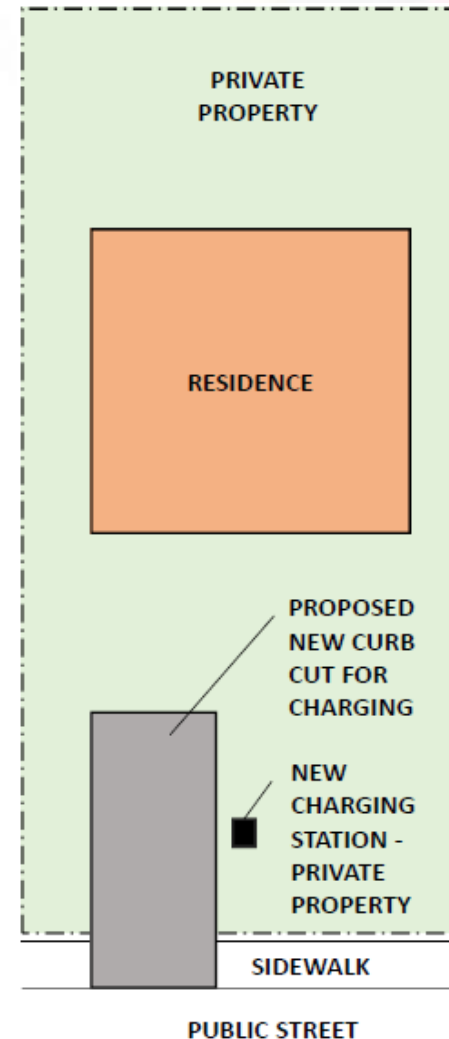 PRIVATE
PROPERTY
RESIDENCE
PROPOSED
NEW CURB
CUT FOR
CHARGING
NEW
CHARGING
STATION -
PRIVATE
PROPERTY
SIDEWALK
PUBLIC STREET